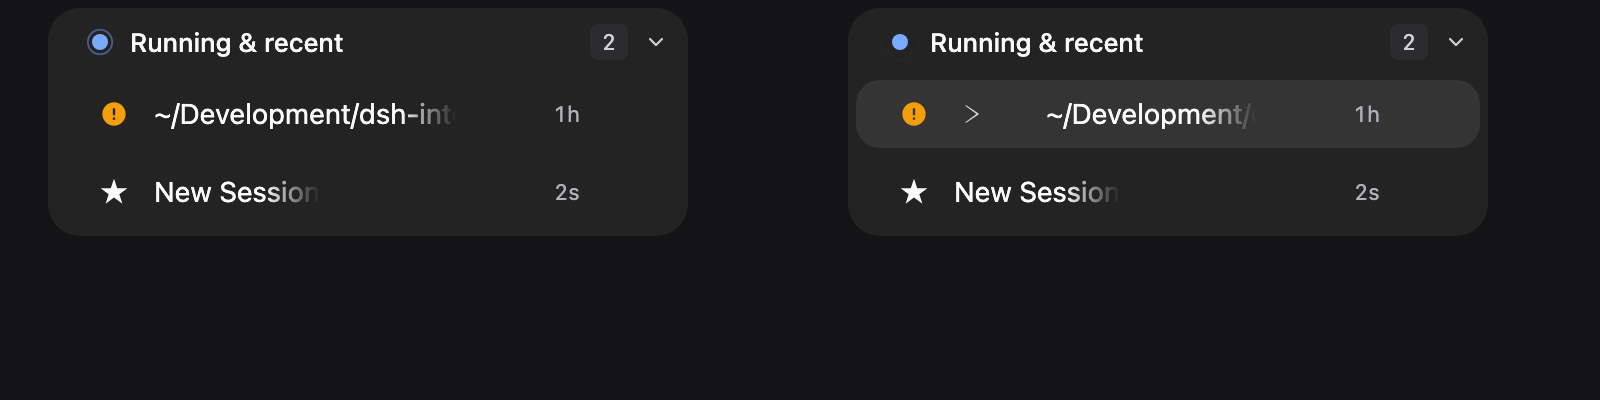 Running & recent 2
~/Development/dsh-int 1h
New Session 2s
Running & recent 2
> ~/Development/ 1h
New Session 2s